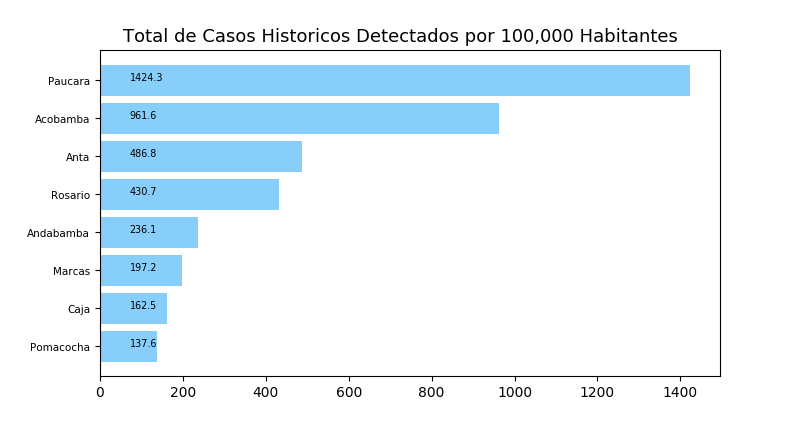 Total de Casos Historicos Detectados por 100,000 Habitantes
Paucara 1424.3
Acobamba 961.6
Anta 486.8
Rosario 430.7
Andabamba 236.1
Marcas 197.2
Caja 162.5
Pomacocha 137.6
0 200 400 600 800 1000 1200 1400